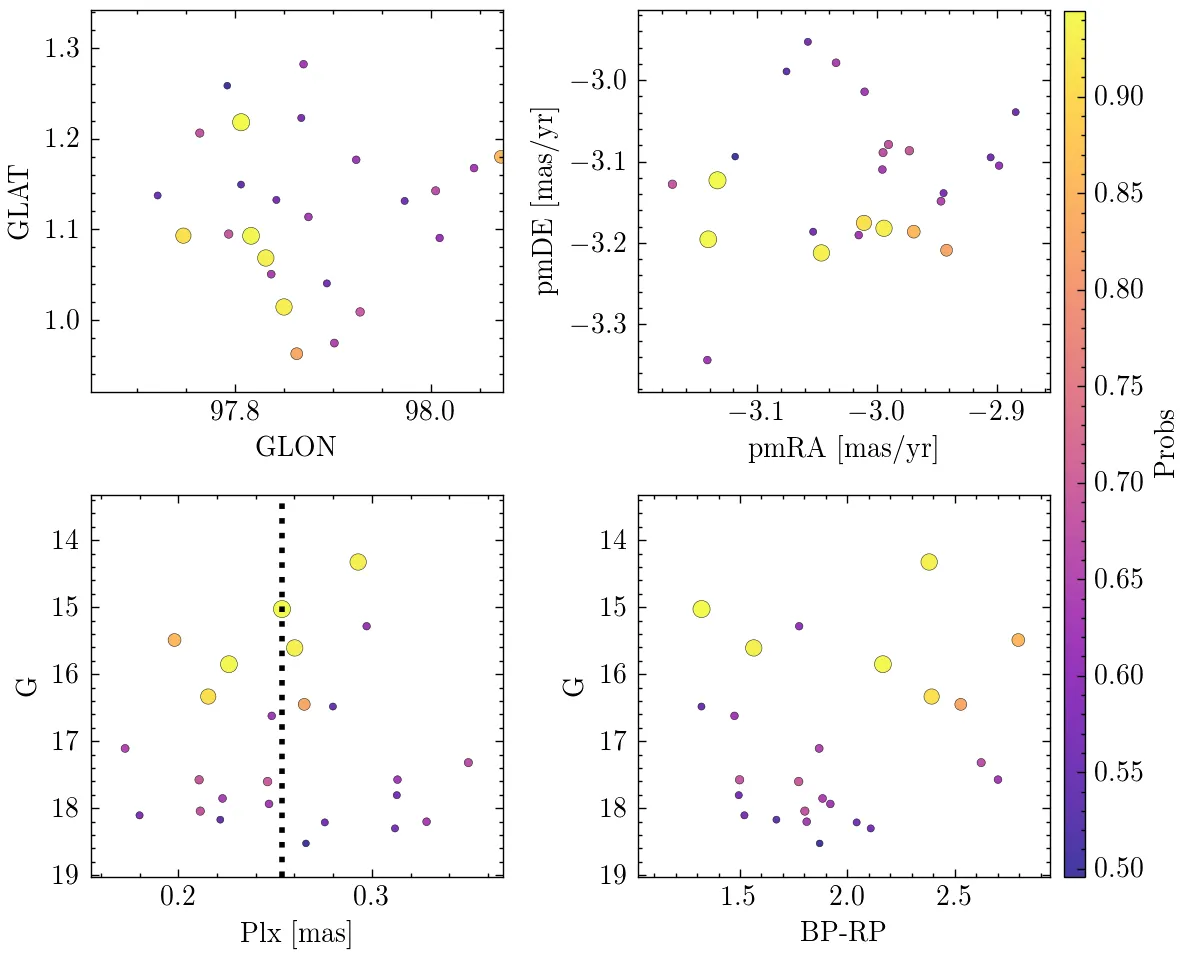 1.3
1.2
1.1
1.0
GLAT
97.8 98.0
GLON
−3.0
−3.1
−3.2
−3.3
pmDE [mas/yr]
−3.1 −3.0 −2.9
pmRA [mas/yr]
14
15
16
17
18
19
G
0.2 0.3
Plx [mas]
14
15
16
17
18
19
G
1.5 2.0 2.5
BP-RP
0.90
0.85
0.80
0.75
0.70
0.65
0.60
0.55
0.50
Probs